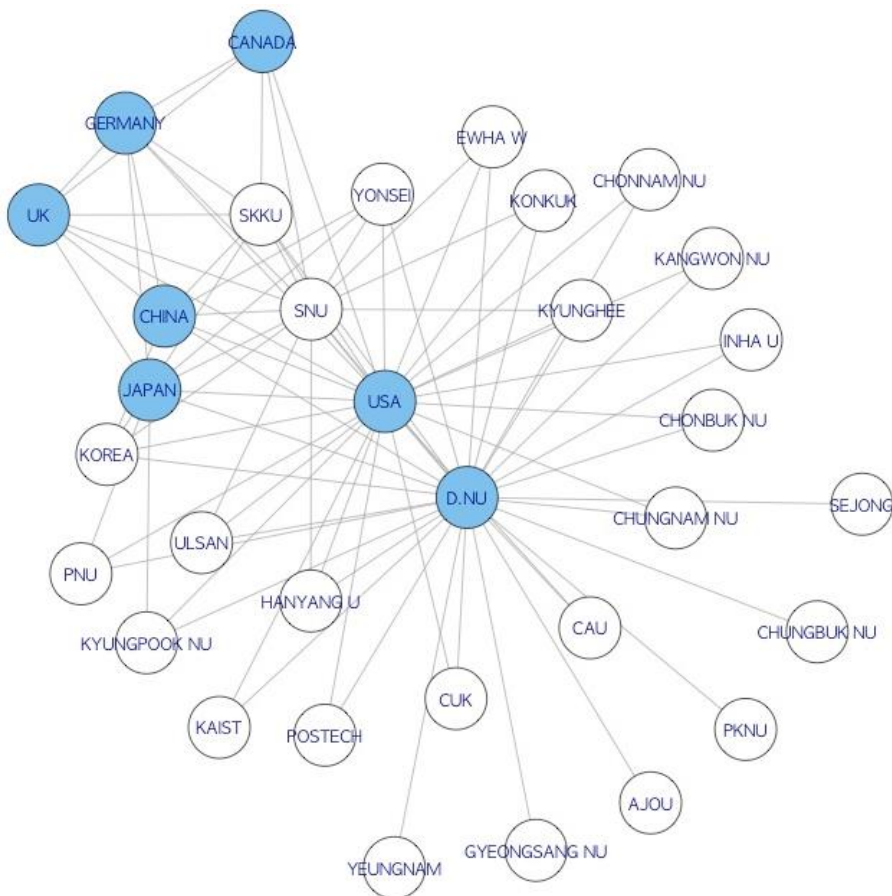 CANADA
GERMANY
EWHA W
CHONNAM NU
YONSEI
KONKUK
UK
SKKU
KANGWON NU
CHINA
SNU
KYUNGHEE
INHA U
JAPAN
USA
CHONBUK NU
KOREA
D.NU
SEJONG
CHUNGNAM NU
ULSAN
PNU
HANYANG U
CAU
CHUNGBUK NU
KYUNGPOOK NU
CUK
KAIST
POSTECH
PKNU
AJOU
GYEONGSANG NU
YEUNGNAM